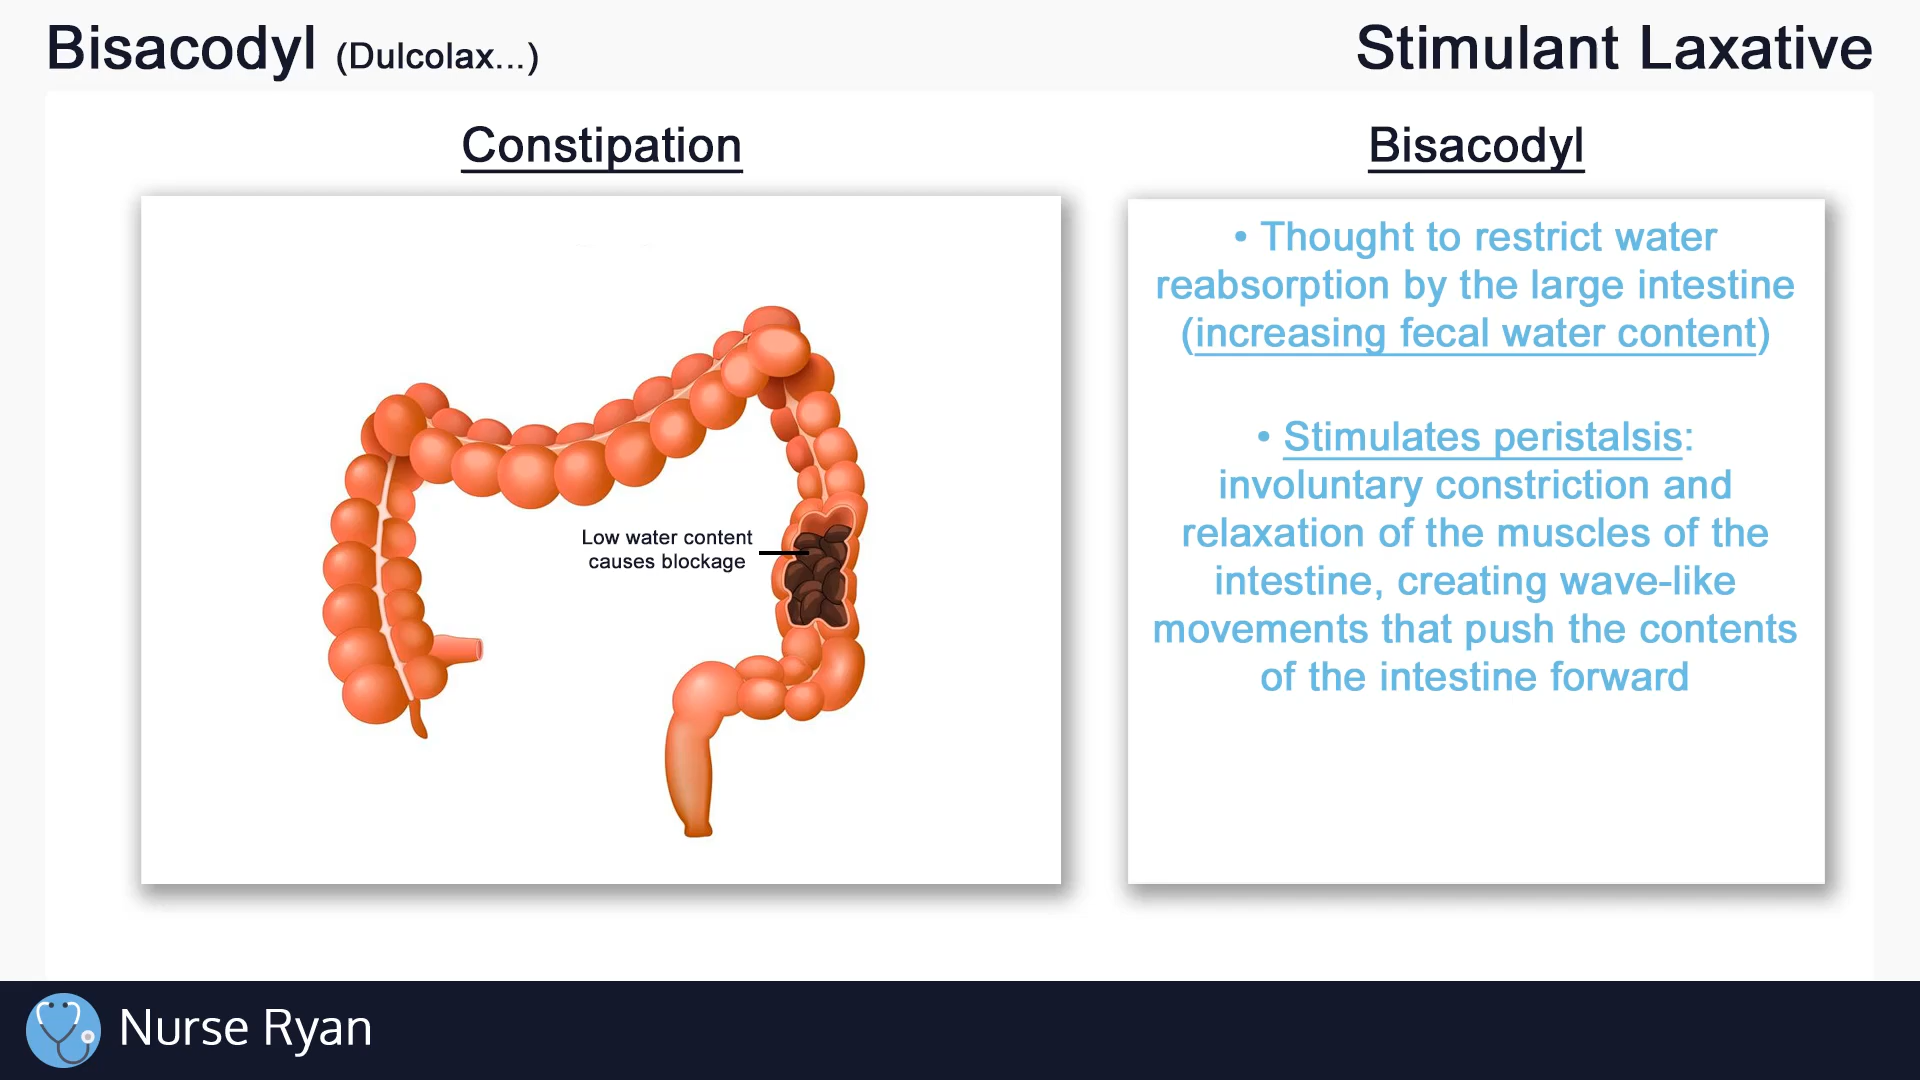 Bisacodyl (Dulcolax...)
Stimulant Laxative
Constipation
Low water content
causes blockage
Bisacodyl
• Thought to restrict water
reabsorption by the large intestine
(increasing fecal water content)
• Stimulates peristalsis:
involuntary constriction and
relaxation of the muscles of the
intestine, creating wave-like
movements that push the contents
of the intestine forward
Nurse Ryan